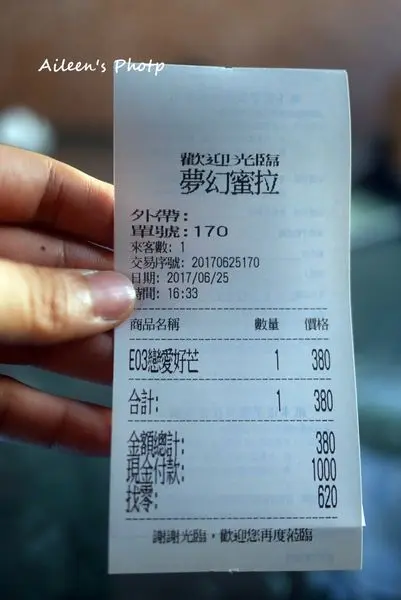 Aileen's Photp
歡迎光臨
夢幻蜜拉
外帶:
單號:170
來客數: 1
交易序號: 20170625170
日期: 2017/06/25
時間: 16:33
商品名稱 數量 價格
E03戀愛好芒 1 380
合計: 1 380
金額總計: 380
現金付款: 1000
找零: 620
謝謝光臨,歡迎您再度蒞臨